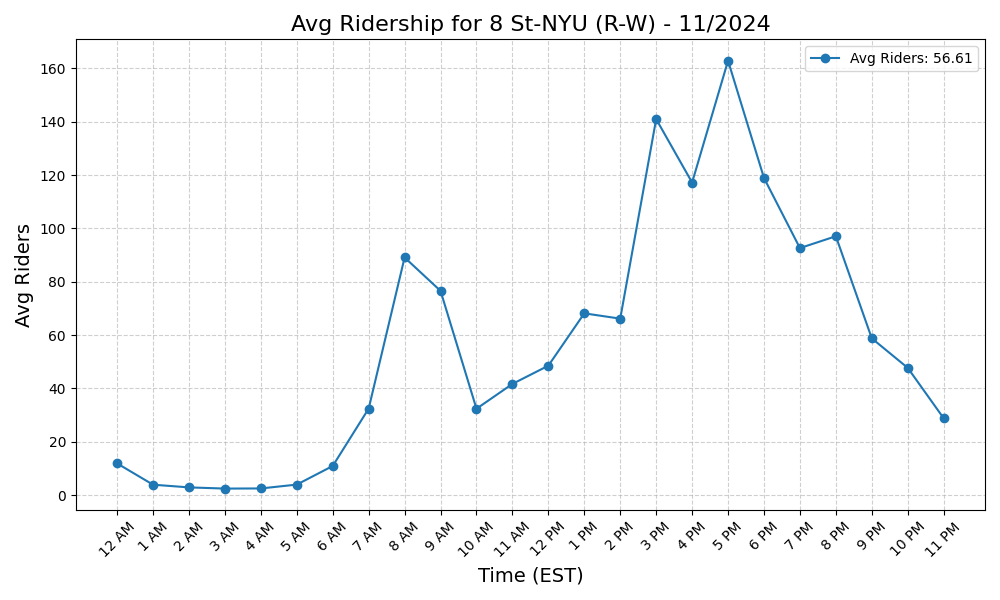 Avg Ridership for 8 St-NYU (R-W) - 11/2024
Avg Riders: 56.61
Avg Riders
160
140
120
100
80
60
40
20
0
12 AM
1 AM
2 AM
3 AM
4 AM
5 AM
6 AM
7 AM
8 AM
9 AM
10 AM
11 AM
12 PM
1 PM
2 PM
3 PM
4 PM
5 PM
6 PM
7 PM
8 PM
9 PM
10 PM
11 PM
Time (EST)